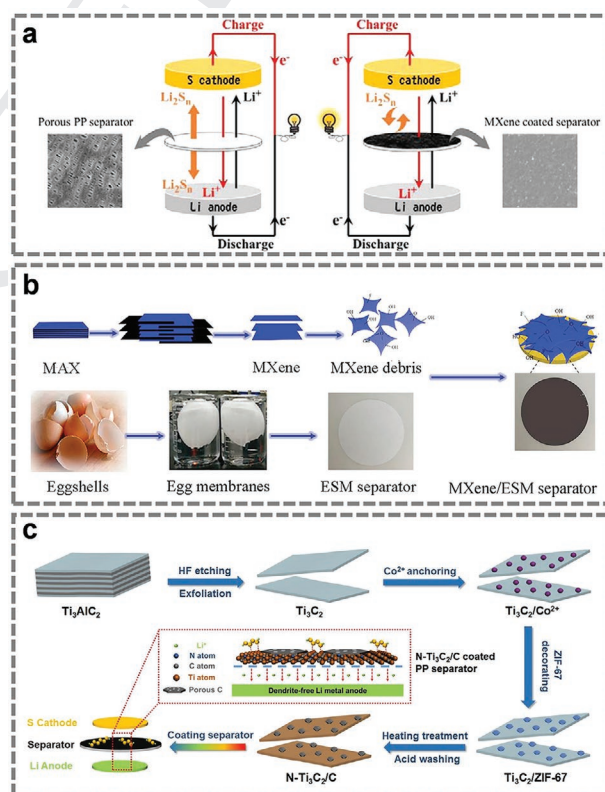 a
Charge
Charge
e-
e-
S cathode
S cathode
Li2Sn
Li+
Li2Sn
Li+
Porous PP separator
MXene coated separator
Li2Sn
Li+
Li+
Li anode
Li anode
e-
e-
Discharge
Discharge
b
MAX
MXene
MXene debris
Eggshells
Egg membranes
ESM separator
MXene/ESM separator
c
HF etching
Exfoliation
Co2+ anchoring
Ti3AlC2
Ti3C2
Ti3C2/Co2+
Li+
N atom
C atom
Ti atom
Porous C
N-Ti3C2/C coated
PP separator
Dendrite-free Li metal anode
ZIF-67
decorating
S Cathode
Separator
Li Anode
Coating separator
Heating treatment
Acid washing
N-Ti3C2/C
Ti3C2/ZIF-67